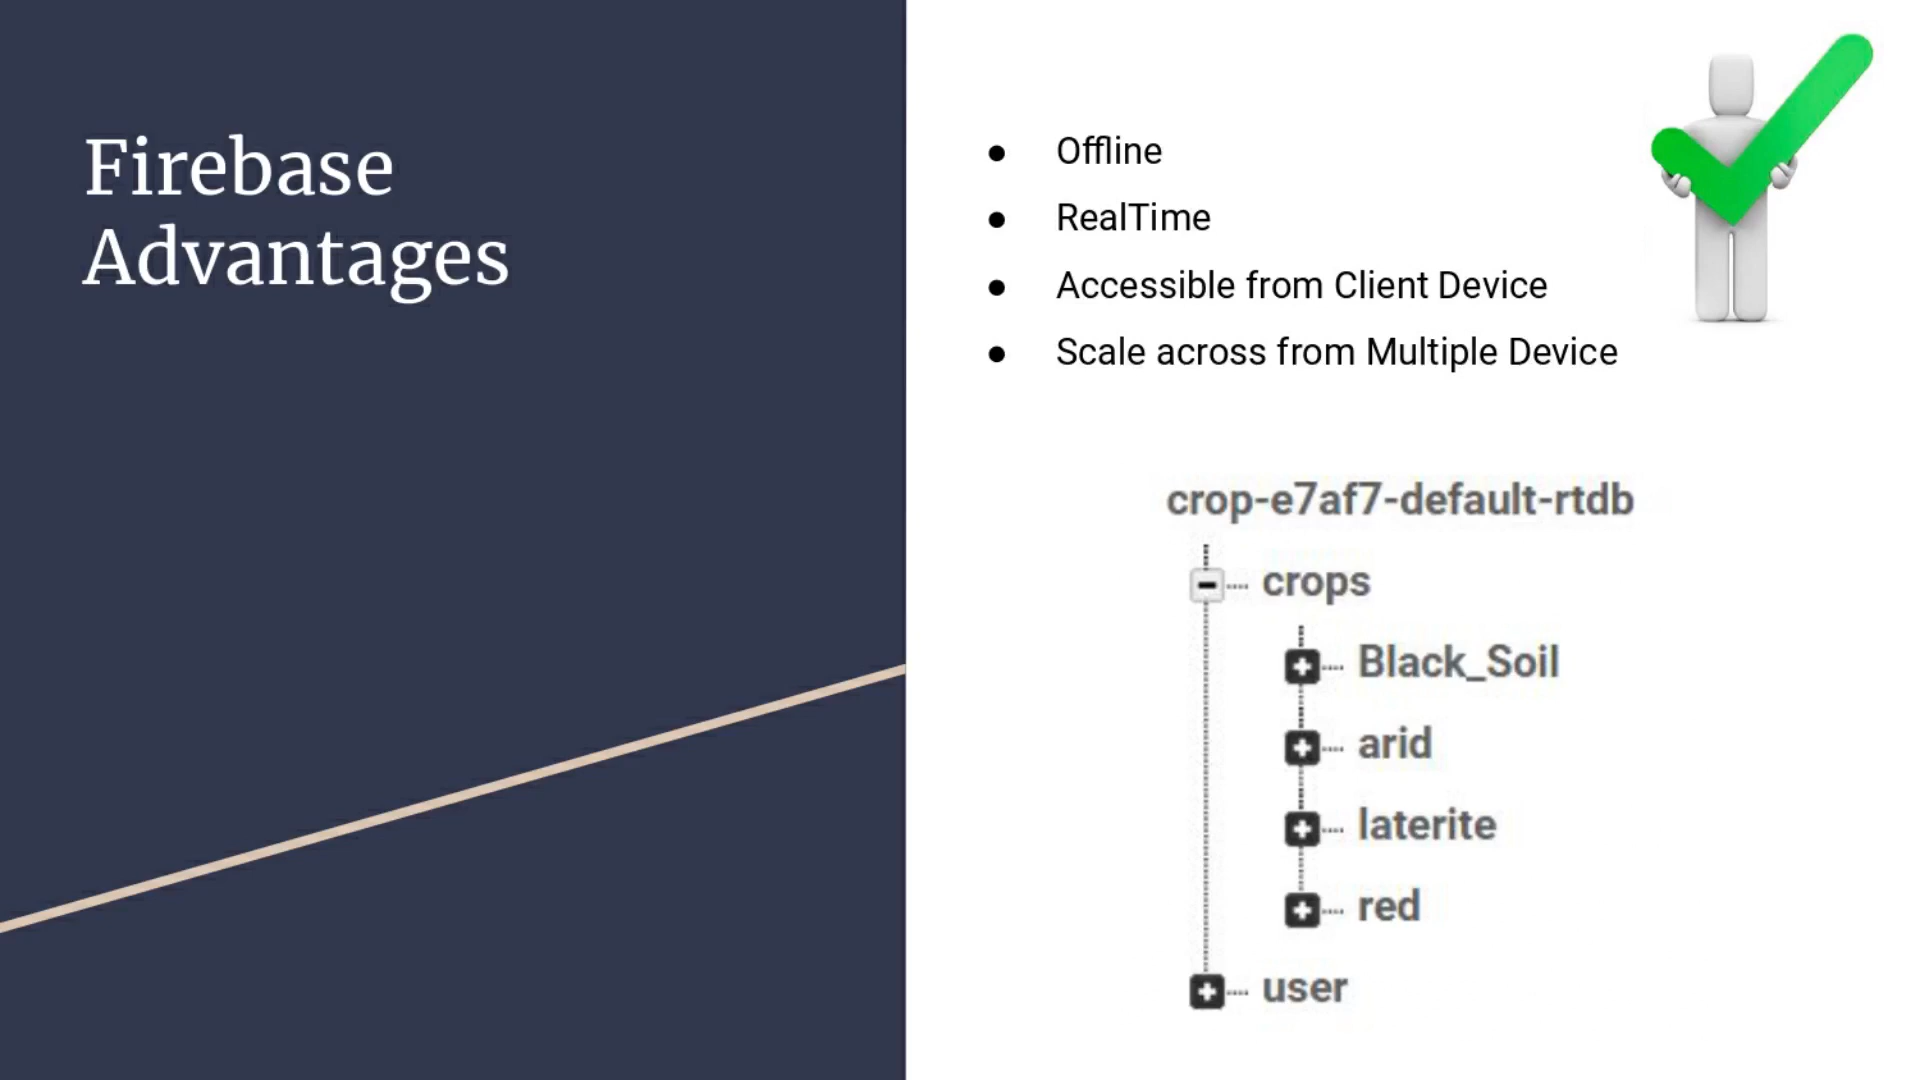 Firebase
Advantages
● Offline
● RealTime
● Accessible from Client Device
● Scale across from Multiple Device
crop-e7af7-default-rtdb
crops
Black_Soil
arid
laterite
red
user